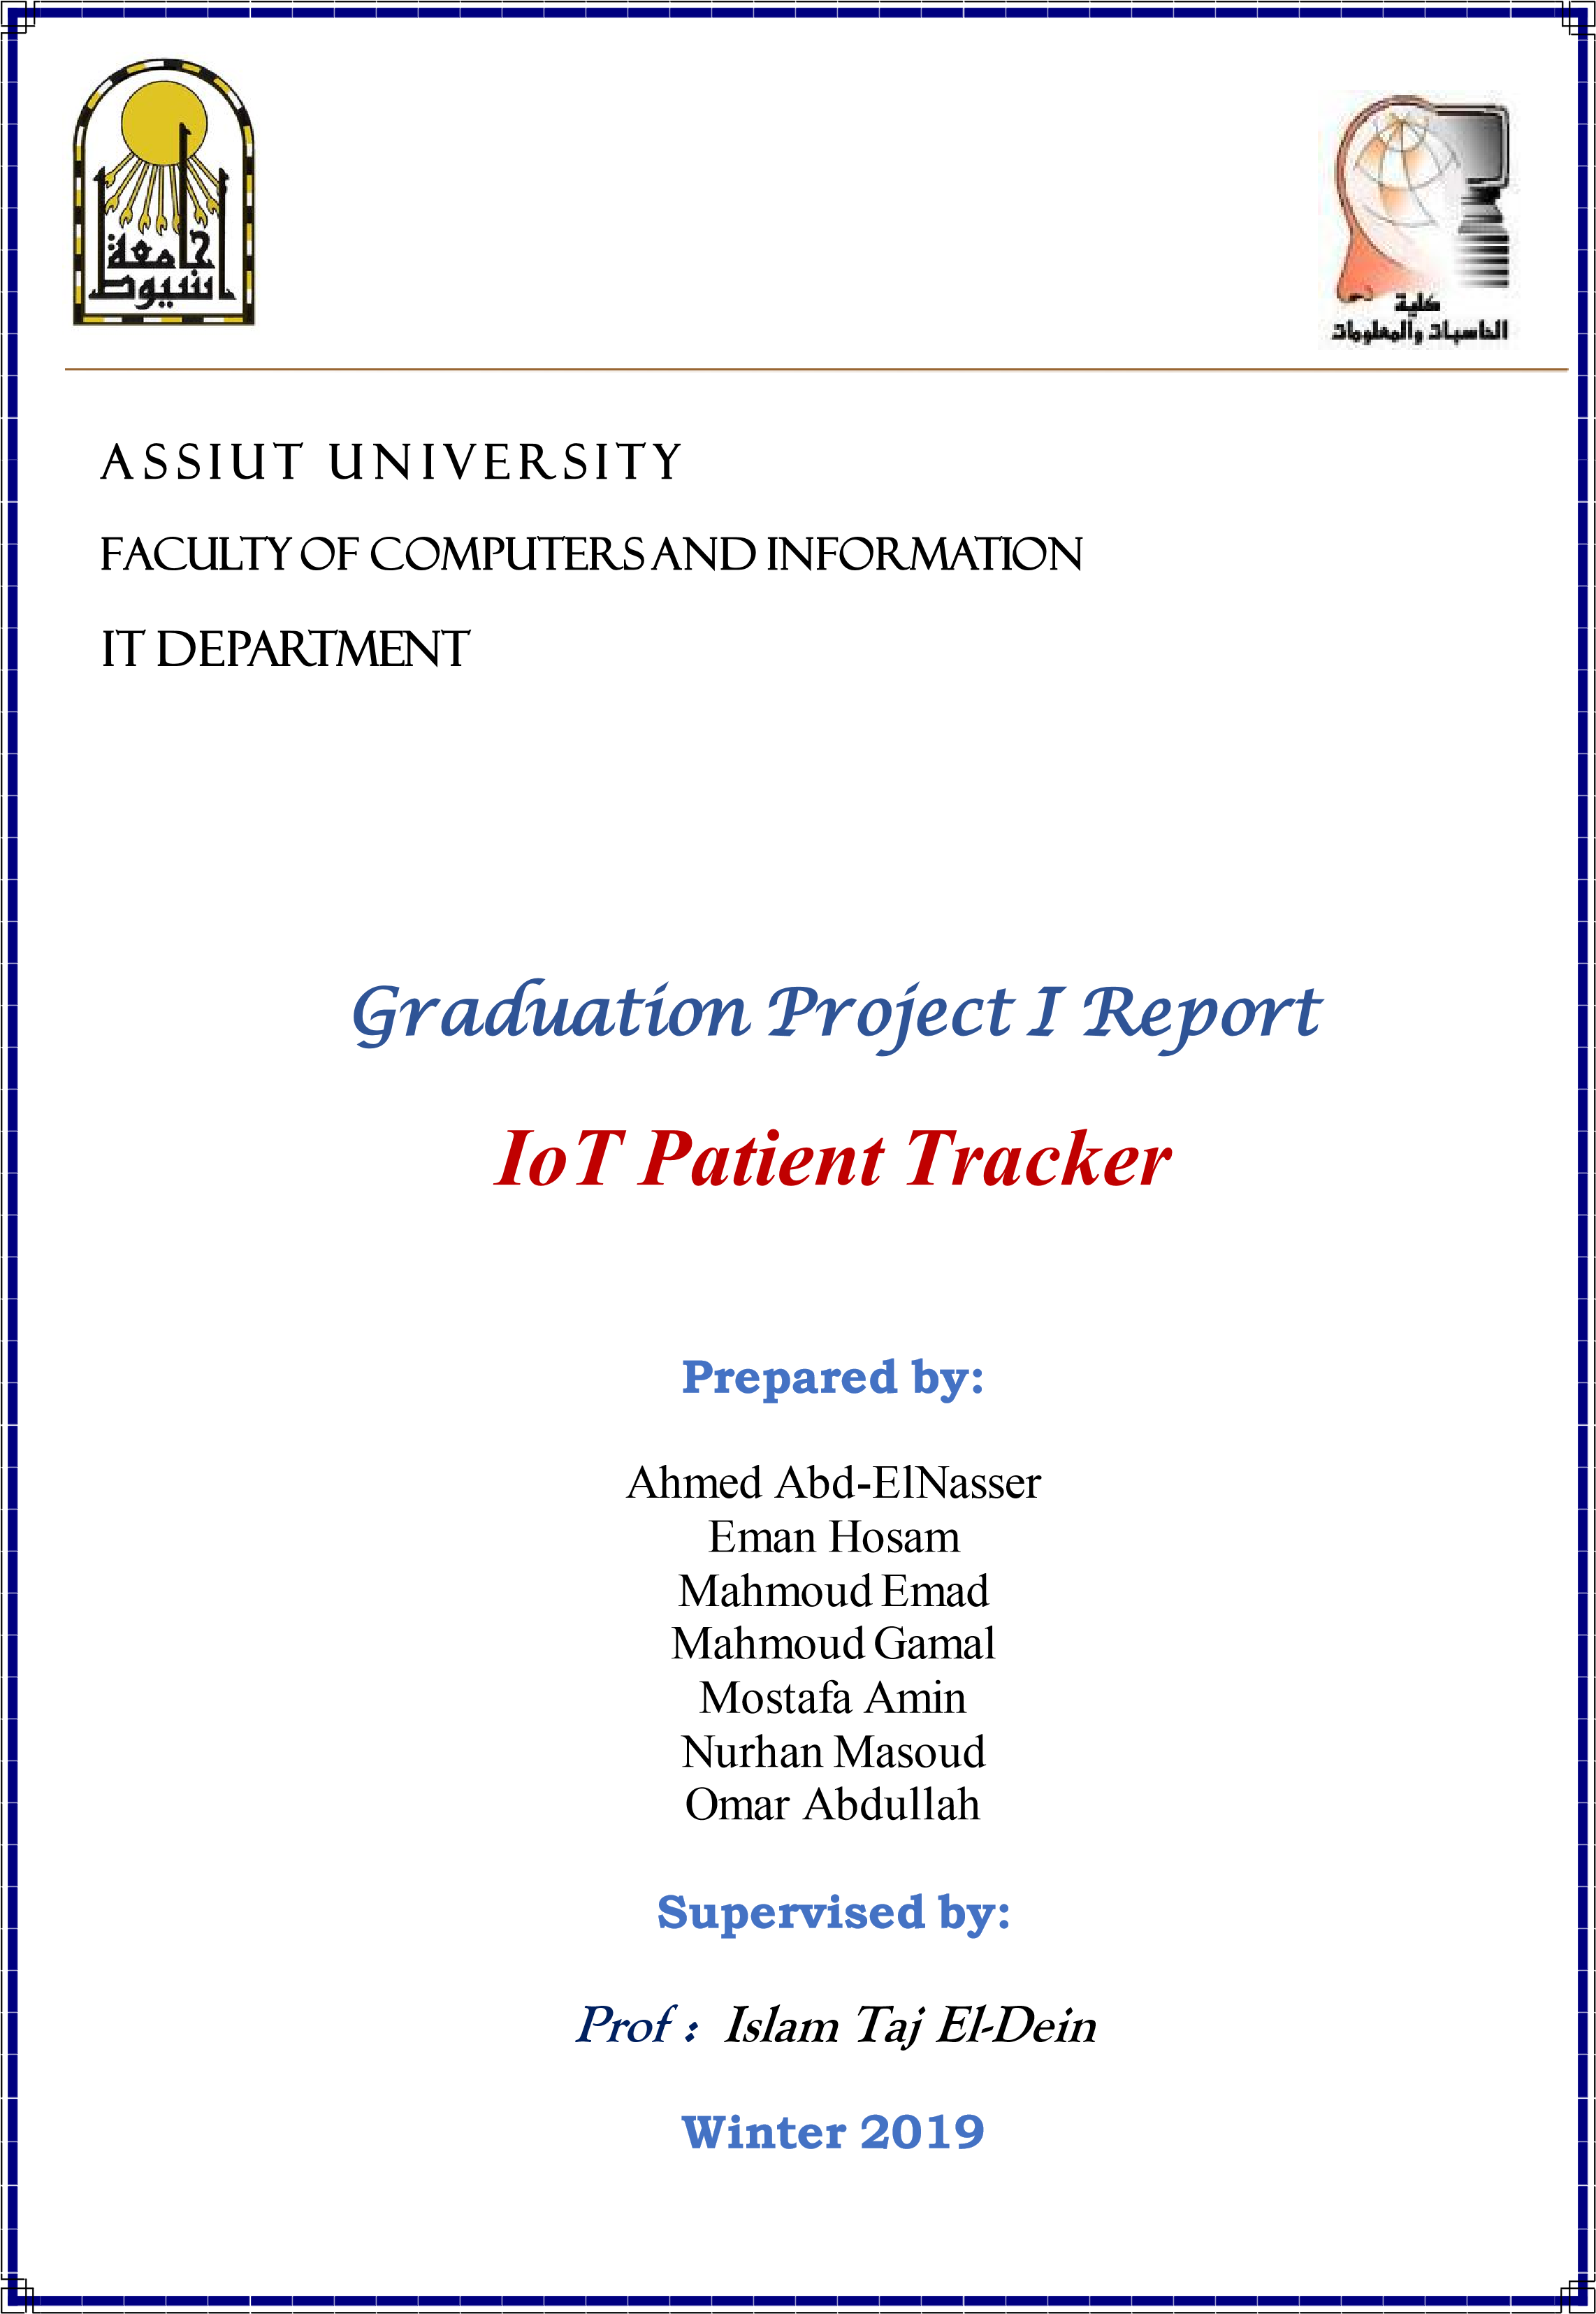 جامعة
اسيوط
كلية
الحاسبات والمعلومات
ASSIUT UNIVERSITY
FACULTY OF COMPUTERS AND INFORMATION
IT DEPARTMENT
Graduation Project I Report
IoT Patient Tracker
Prepared by:
Ahmed Abd-ElNasser
Eman Hosam
Mahmoud Emad
Mahmoud Gamal
Mostafa Amin
Nurhan Masoud
Omar Abdullah
Supervised by:
Prof : Islam Taj El-Dein
Winter 2019